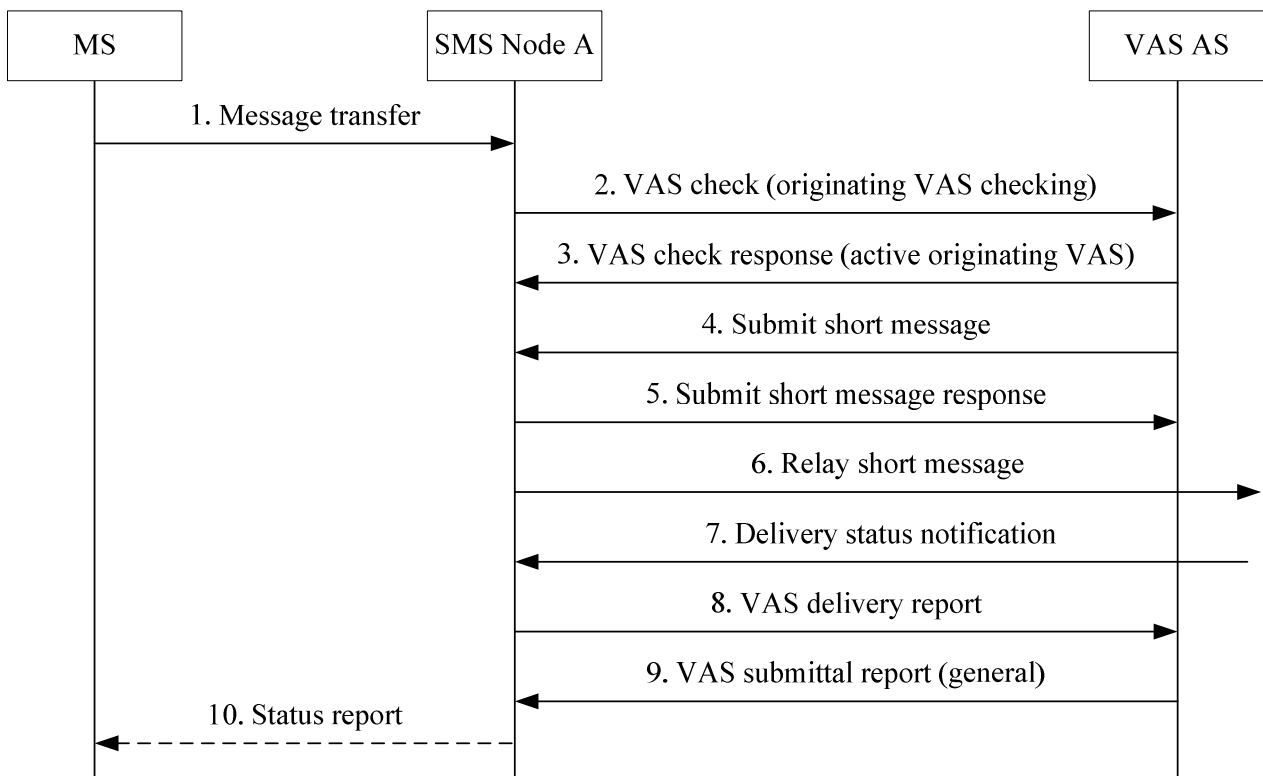 MS
SMS Node A
VAS AS
1. Message transfer
2. VAS check (originating VAS checking)
3. VAS check response (active originating VAS)
4. Submit short message
5. Submit short message response
6. Relay short message
7. Delivery status notification
8. VAS delivery report
9. VAS submittal report (general)
10. Status report